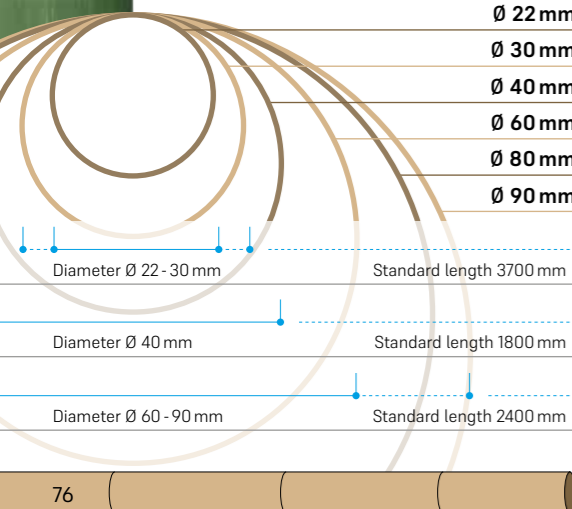 Ø 22 mm
Ø 30 mm
Ø 40 mm
Ø 60 mm
Ø 80 mm
Ø 90 mm
Diameter Ø 22 - 30 mm Standard length 3700 mm
Diameter Ø 40 mm Standard length 1800 mm
Diameter Ø 60 - 90 mm Standard length 2400 mm
76